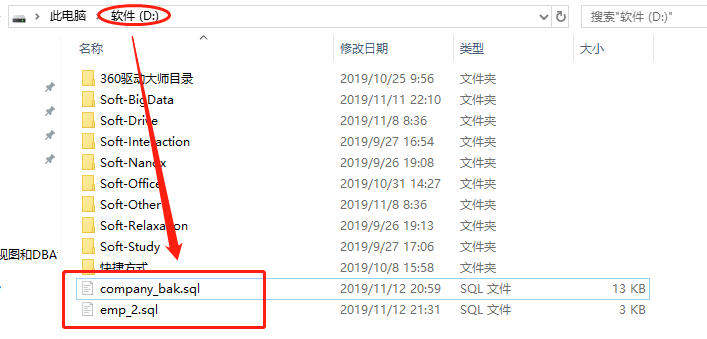 此电脑 > 软件 (D:) 搜索"软件 (D:)"
名称 修改日期 类型 大小
360驱动大师目录 2019/10/25 9:56 文件夹
Soft-BigData 2019/11/11 22:10 文件夹
Soft-Drive 2019/11/8 8:36 文件夹
Soft-Interaction 2019/9/27 16:54 文件夹
Soft-Nanox 2019/9/26 19:08 文件夹
Soft-Office 2019/10/31 14:27 文件夹
Soft-Other 2019/11/8 8:36 文件夹
Soft-Relaxation 2019/9/26 19:13 文件夹
Soft-Study 2019/9/27 17:06 文件夹
视图和DBA 快捷方式 2019/10/8 15:58 文件夹
company_bak.sql 2019/11/12 20:59 SQL 文件 13 KB
emp_2.sql 2019/11/12 21:31 SQL 文件 3 KB